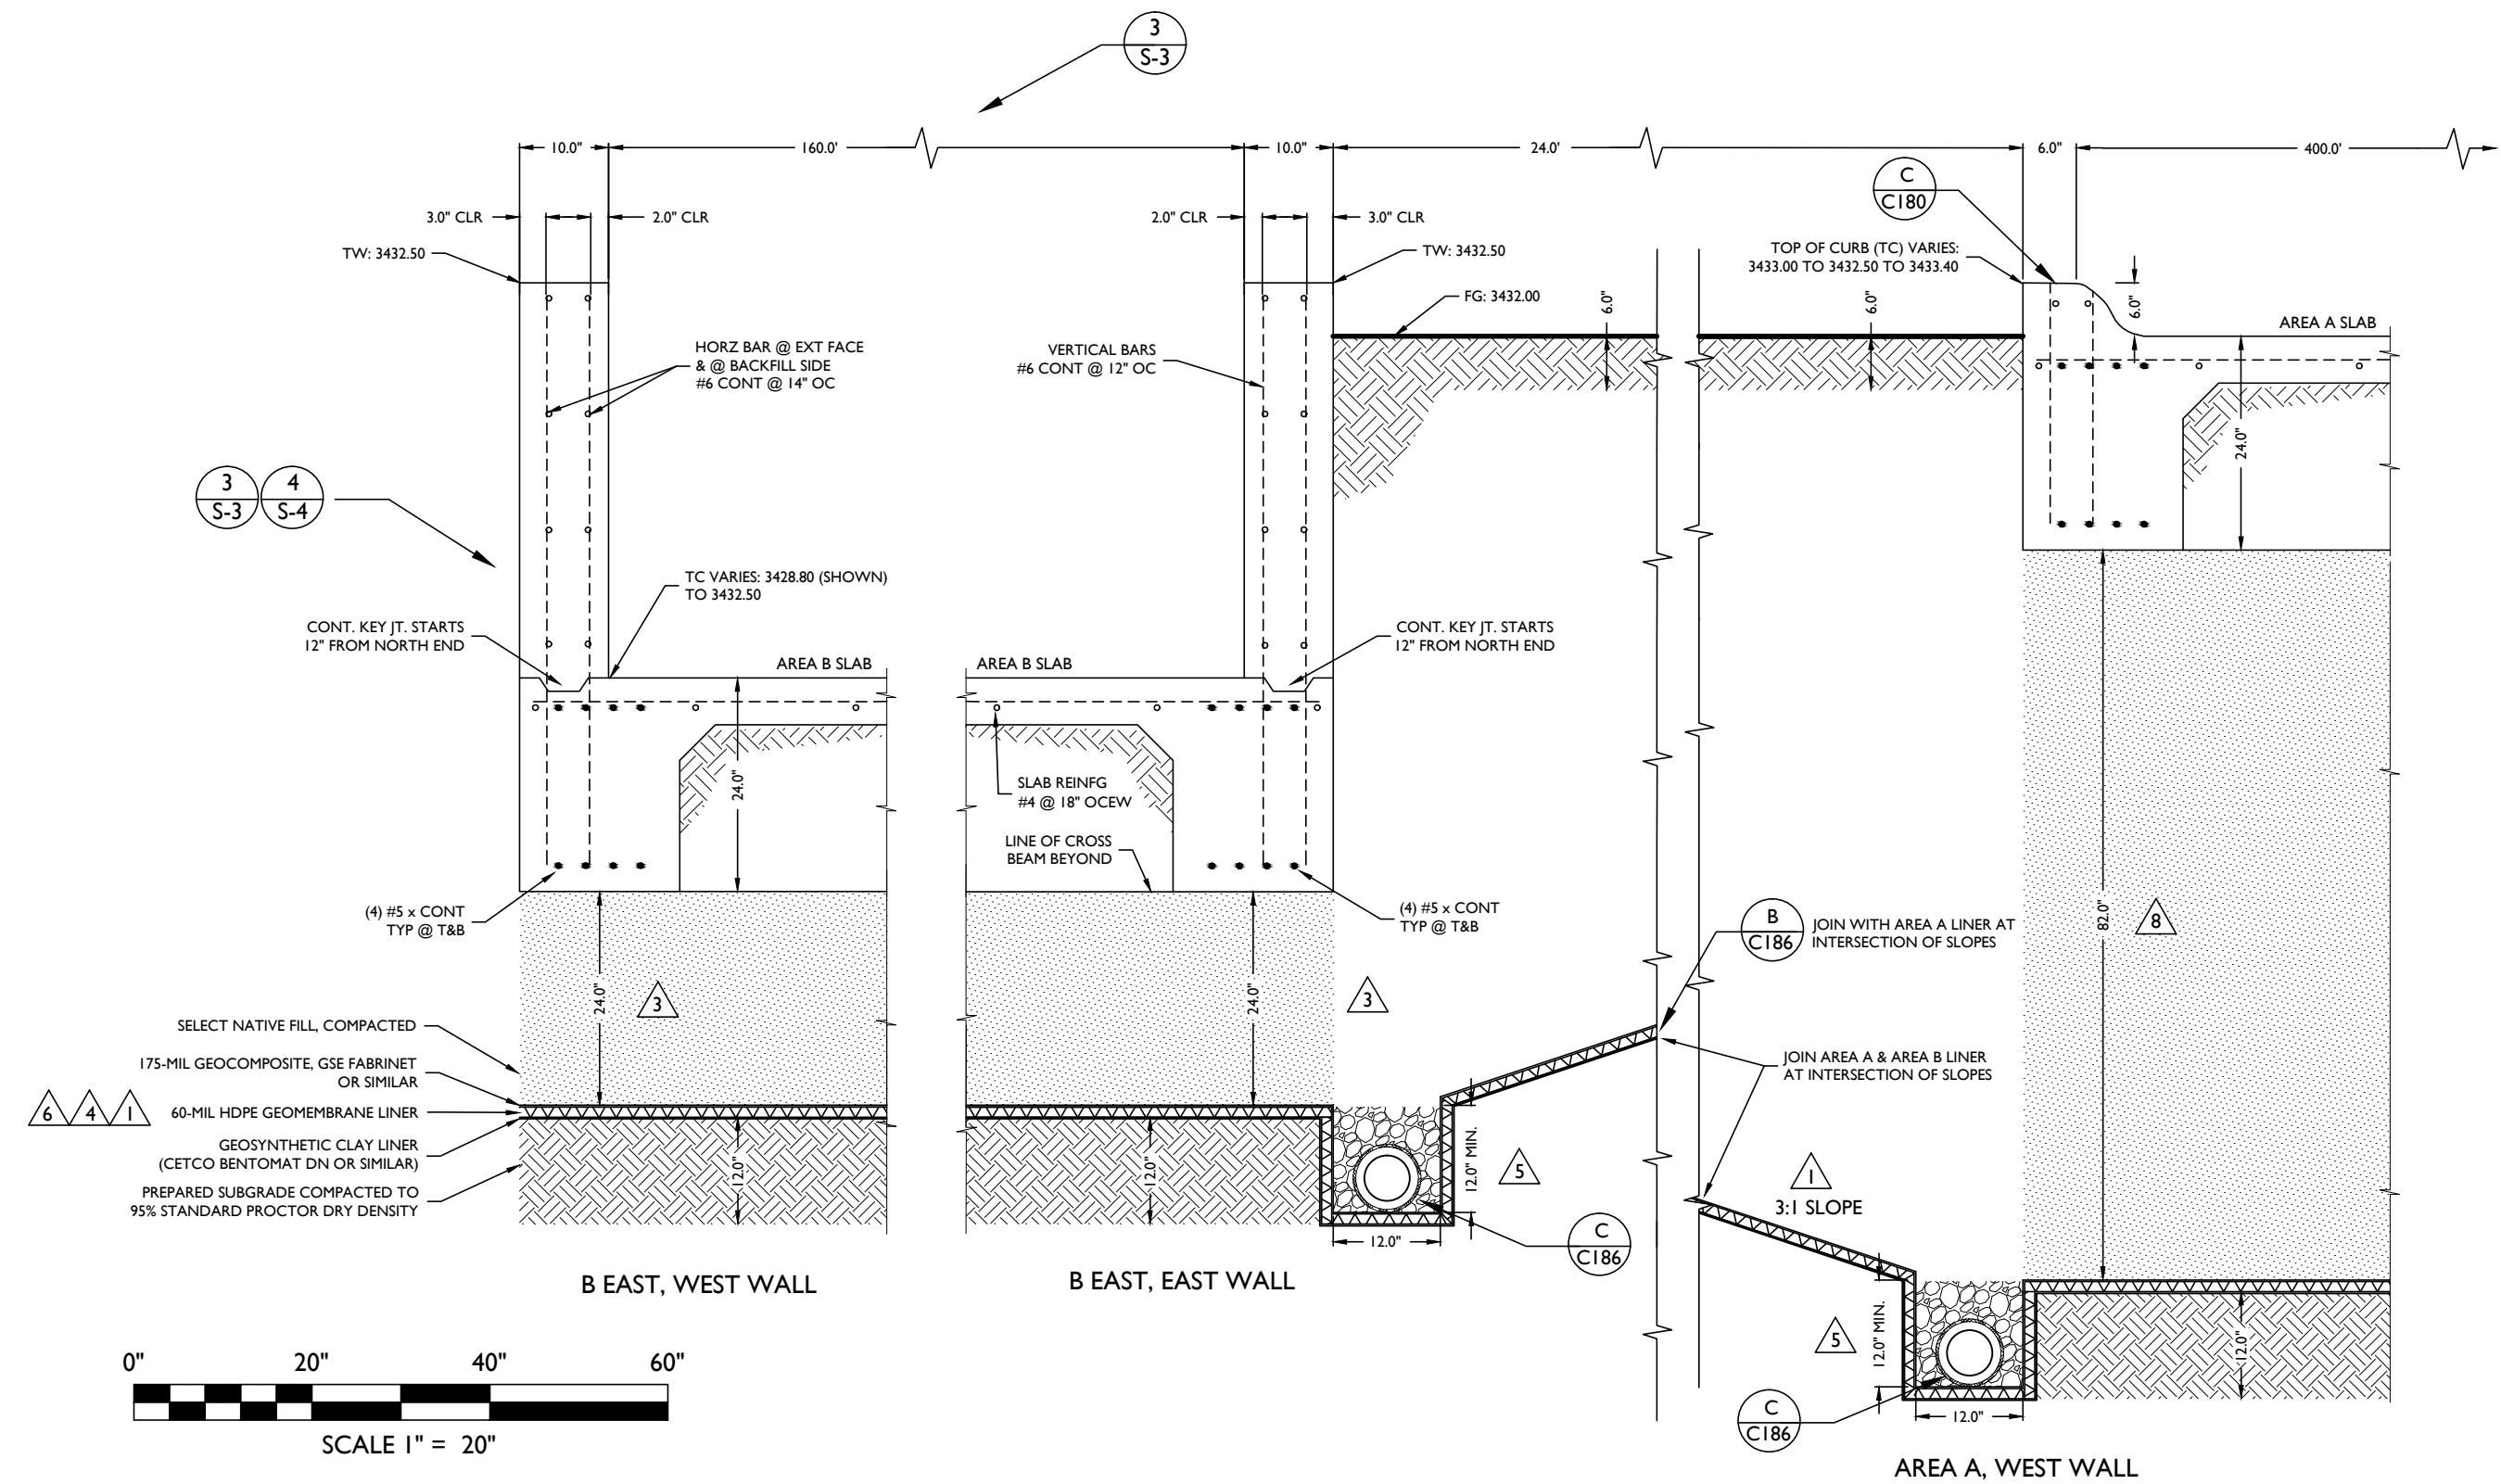 3
S-3
10.0"
160.0'
10.0"
24.0'
6.0"
400.0'
C
C180
3.0" CLR
2.0" CLR
2.0" CLR
3.0" CLR
TW: 3432.50
TW: 3432.50
TOP OF CURB (TC) VARIES:
3433.00 TO 3432.50 TO 3433.40
FG: 3432.00
6.0"
6.0"
6.0"
AREA A SLAB
HORZ BAR @ EXT FACE
& @ BACKFILL SIDE
#6 CONT @ 14" OC
VERTICAL BARS
#6 CONT @ 12" OC
24.0"
3
S-3
4
S-4
TC VARIES: 3428.80 (SHOWN)
TO 3432.50
CONT. KEY JT. STARTS
12" FROM NORTH END
CONT. KEY JT. STARTS
12" FROM NORTH END
AREA B SLAB
AREA B SLAB
24.0"
SLAB REINFG
#4 @ 18" OCEW
LINE OF CROSS
BEAM BEYOND
(4) #5 x CONT
TYP @ T&B
(4) #5 x CONT
TYP @ T&B
B
C186
JOIN WITH AREA A LINER AT
INTERSECTION OF SLOPES
82.0"
8
24.0"
3
24.0"
3
SELECT NATIVE FILL, COMPACTED
175-MIL GEOCOMPOSITE, GSE FABRINET
OR SIMILAR
6
4
1
60-MIL HDPE GEOMEMBRANE LINER
GEOSYNTHETIC CLAY LINER
(CETCO BENTOMAT DN OR SIMILAR)
PREPARED SUBGRADE COMPACTED TO
95% STANDARD PROCTOR DRY DENSITY
JOIN AREA A & AREA B LINER
AT INTERSECTION OF SLOPES
12.0"
12.0"
12.0" MIN.
5
1
3:1 SLOPE
12.0"
C
C186
B EAST, WEST WALL
B EAST, EAST WALL
12.0" MIN.
5
12.0"
12.0"
C
C186
0"
20"
40"
60"
SCALE 1" = 20"
AREA A, WEST WALL